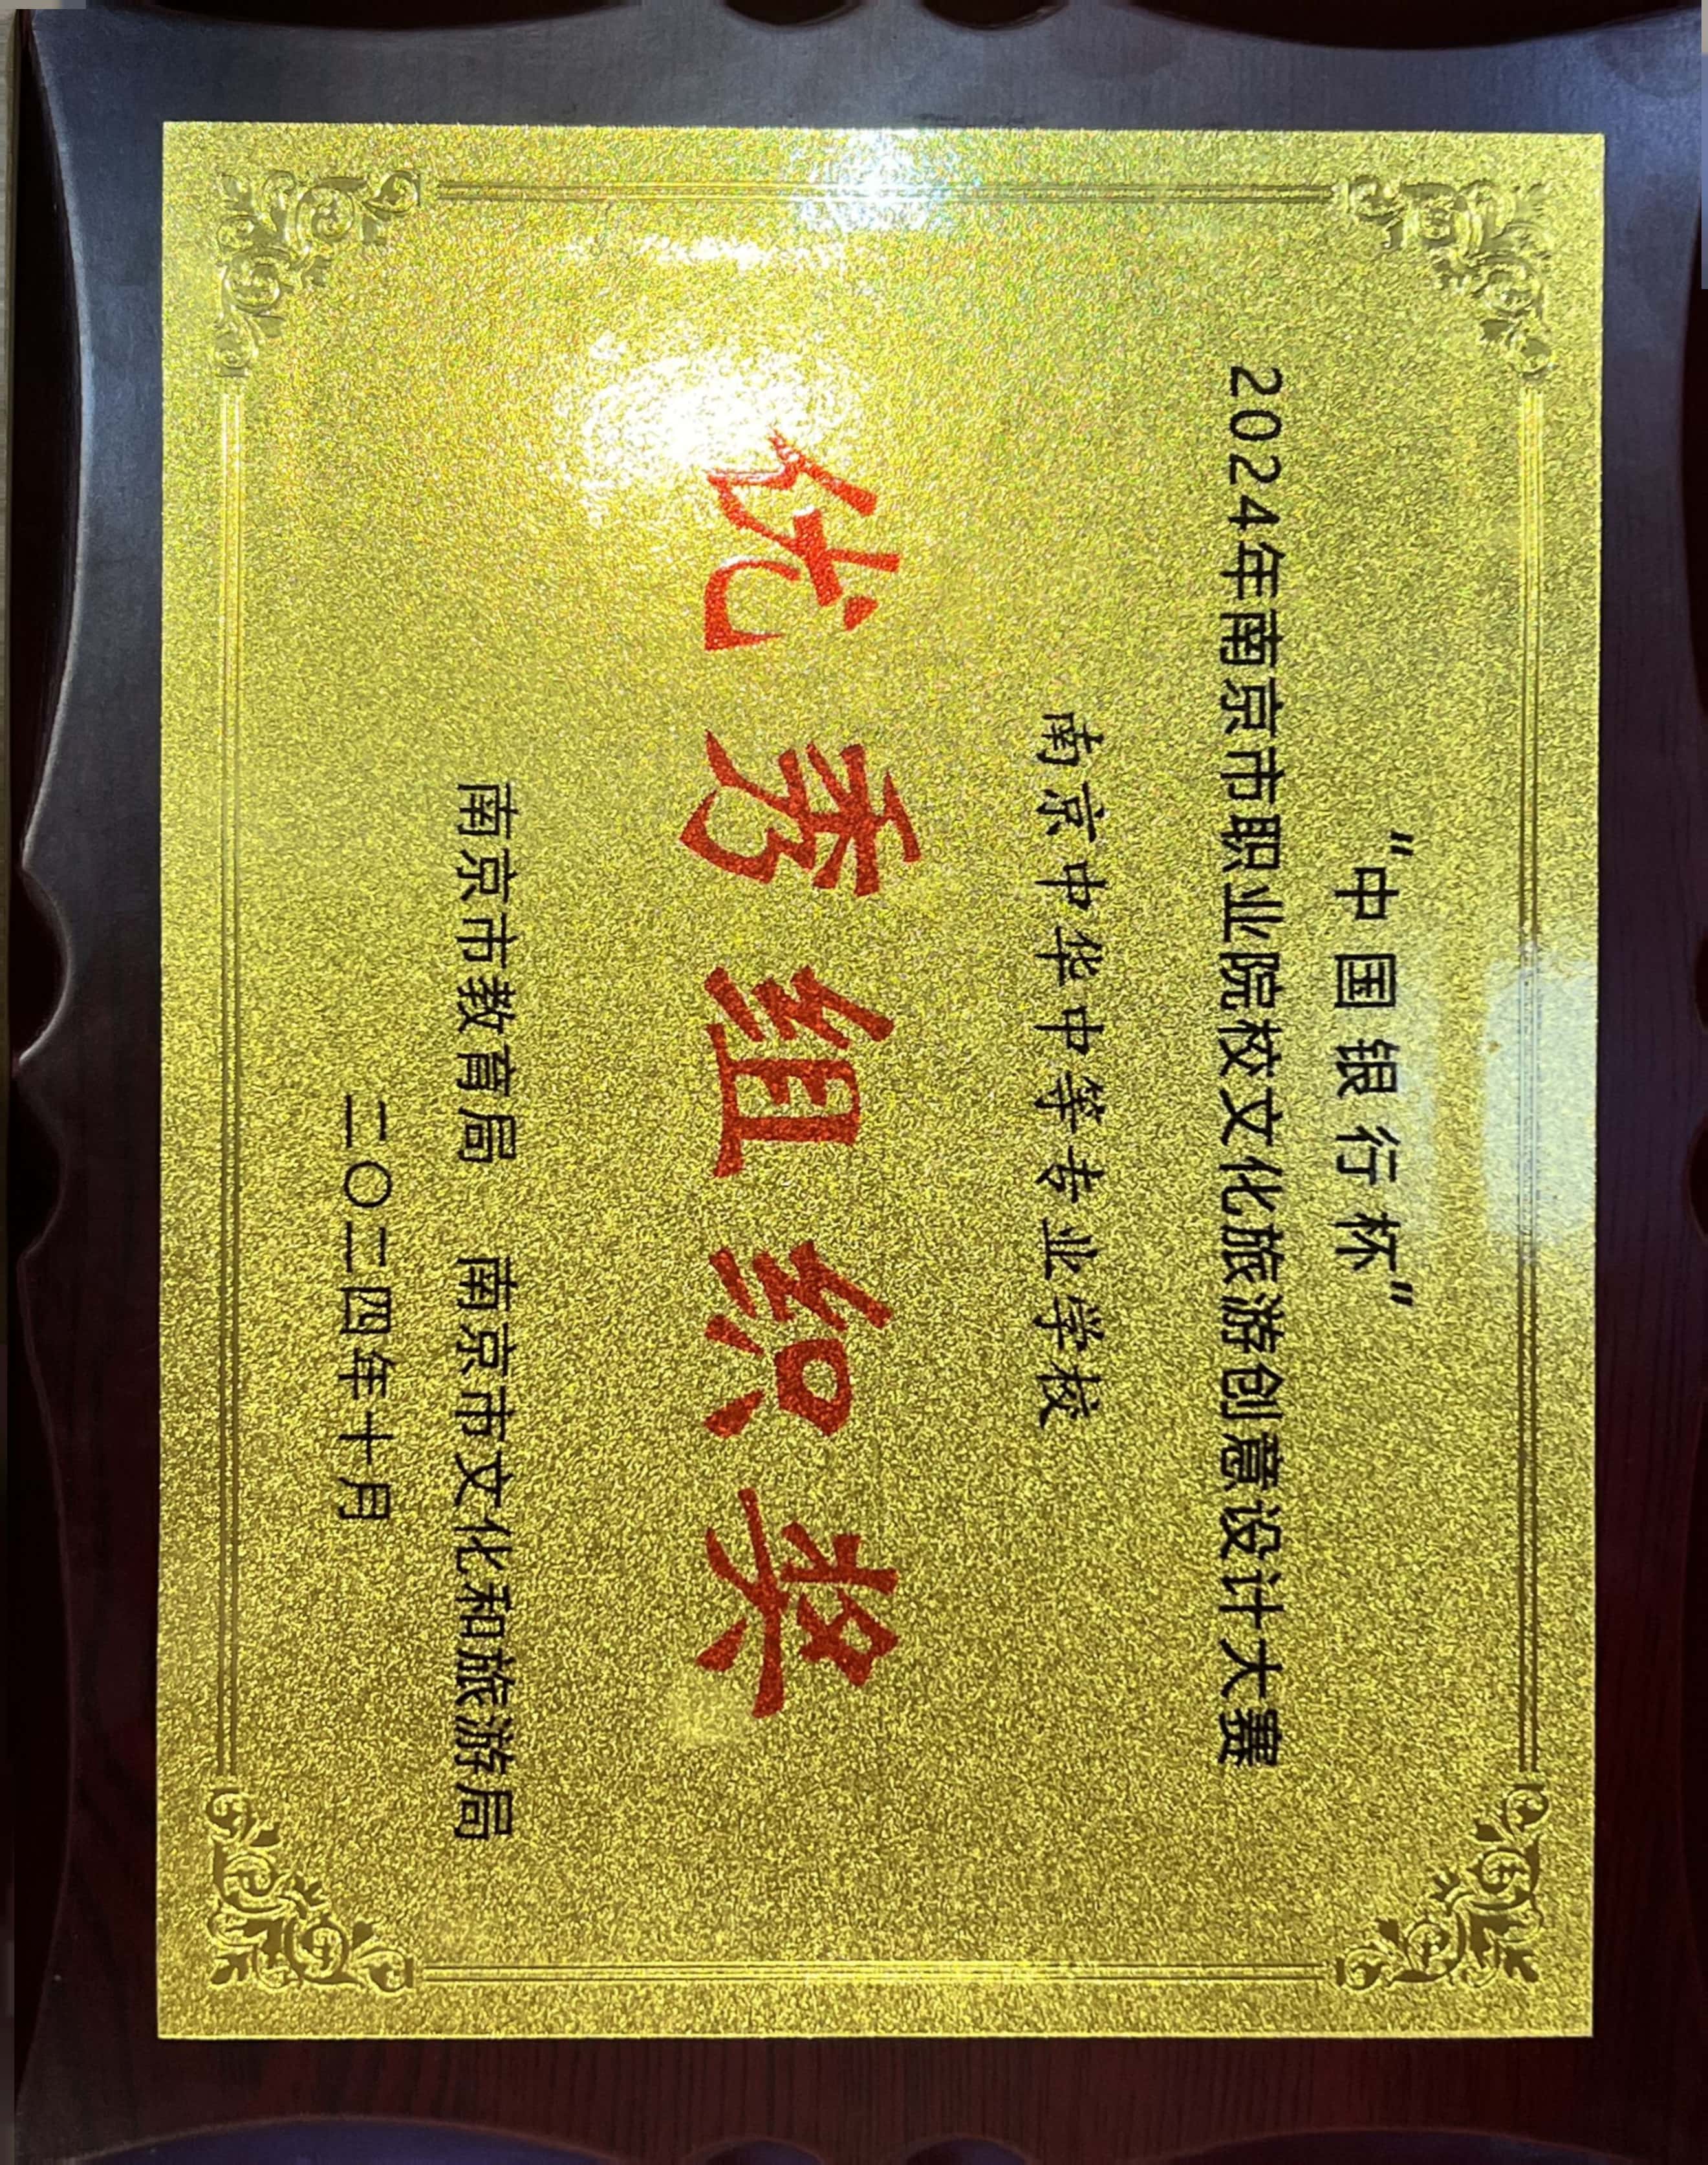 “中国银行杯”
2024年南京市职业院校文化旅游创意设计大赛
南京中华中等专业学校
优秀组织奖
南京市教育局 南京市文化和旅游局
二〇二四年十月